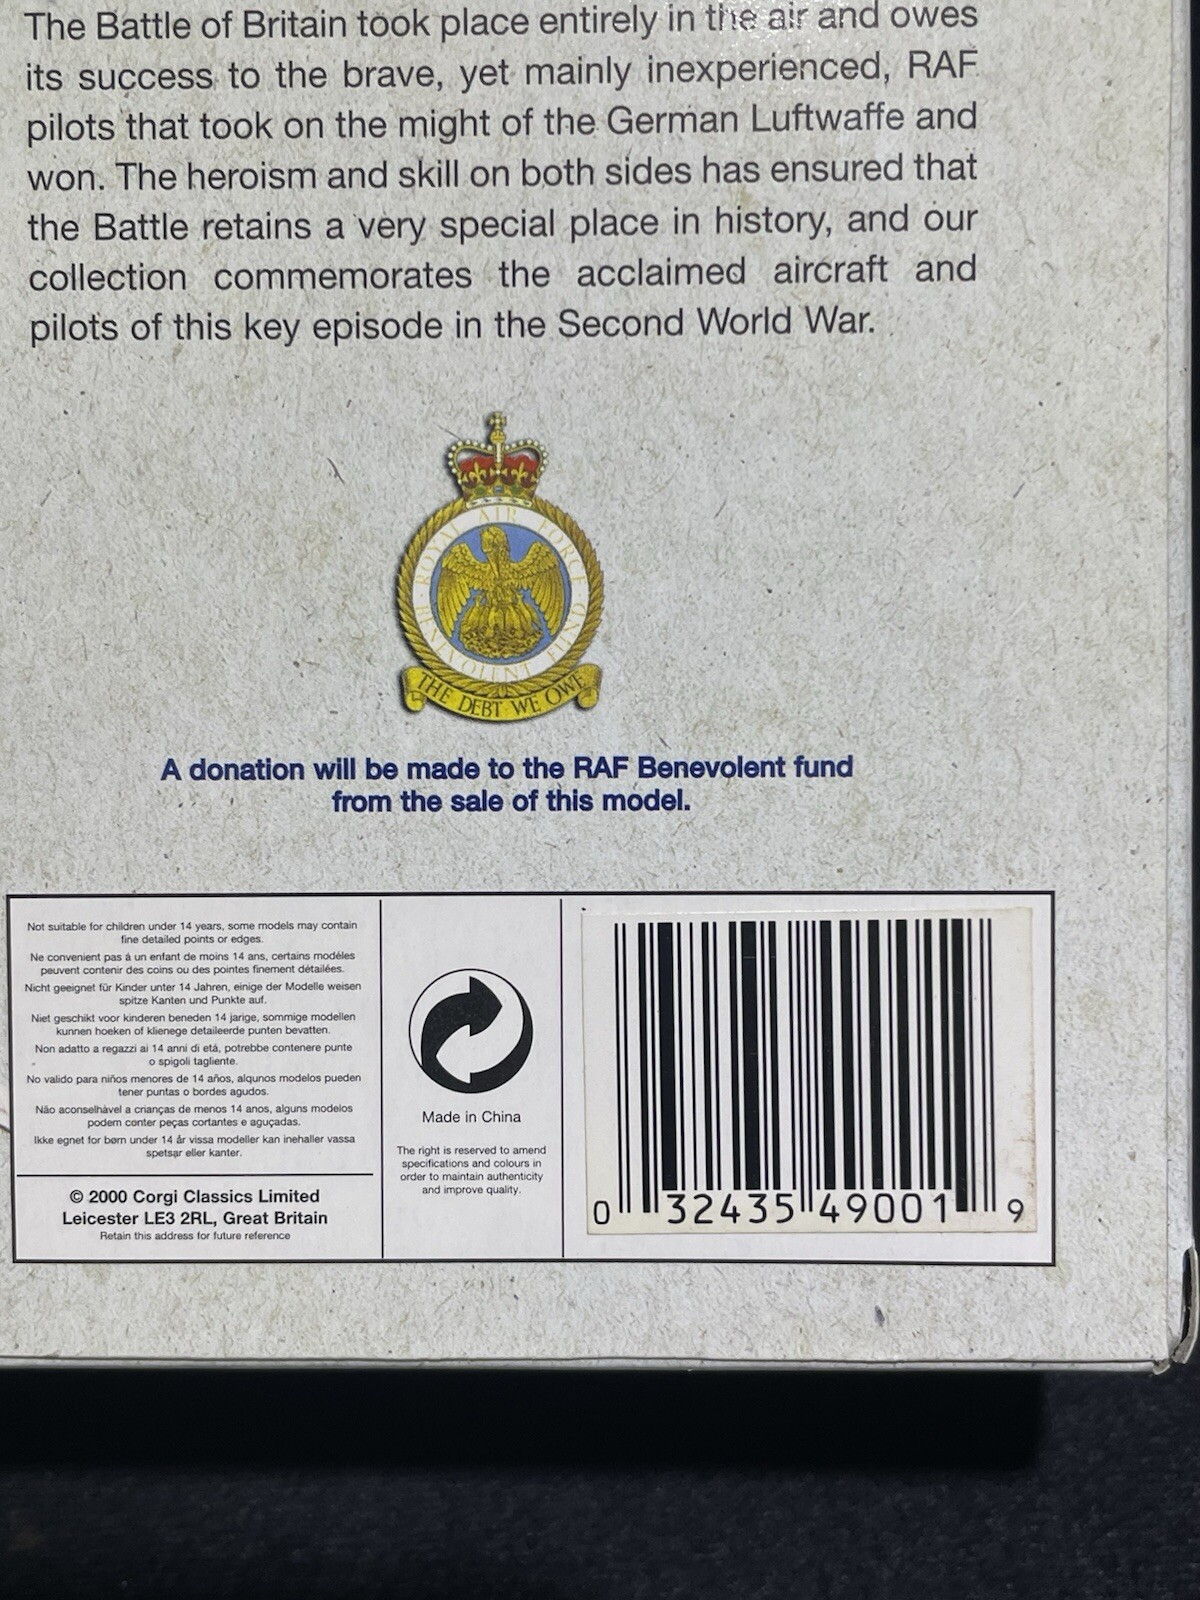 The Battle of Britain took place entirely in the air and owes
its success to the brave, yet mainly inexperienced, RAF
pilots that took on the might of the German Luftwaffe and
won. The heroism and skill on both sides has ensured that
the Battle retains a very special place in history, and our
collection commemorates the acclaimed aircraft and
pilots of this key episode in the Second World War.
ROYAL AIR FORCE
BENEVOLENT FUND
THE DEBT WE OWE
A donation will be made to the RAF Benevolent fund
from the sale of this model.
Not suitable for children under 14 years, some models may contain
fine detailed points or edges.
Ne convenient pas á un enfant de moins 14 ans, certains modéles
peuvent contenir des coins ou des pointes finement détailées.
Nicht geeignet für Kinder unter 14 Jahren, einige der Modelle weisen
spitze Kanten und Punkte auf.
Niet geschikt voor kinderen beneden 14 jarige, sommige modellen
kunnen hoeken of klienege detaileerde punten bevatten.
Non adatto a regazzi ai 14 anni di etá, potrebbe contenere punte
o spigoli tagliente.
No valido para niños menores de 14 años, alqunos modelos pueden
tener puntas o bordes agudos.
Não aconselhável a crianças de menos 14 anos, alguns modelos
podem conter peças cortantes e aguçadas.
Ikke egnet for børn under 14 år vissa modeller kan inehaller vassa
spetsar eller kanter.
© 2000 Corgi Classics Limited
Leicester LE3 2RL, Great Britain
Retain this address for future reference
Made in China
The right is reserved to amend
specifications and colours in
order to maintain authenticity
and improve quality.
0 32435 49001 9